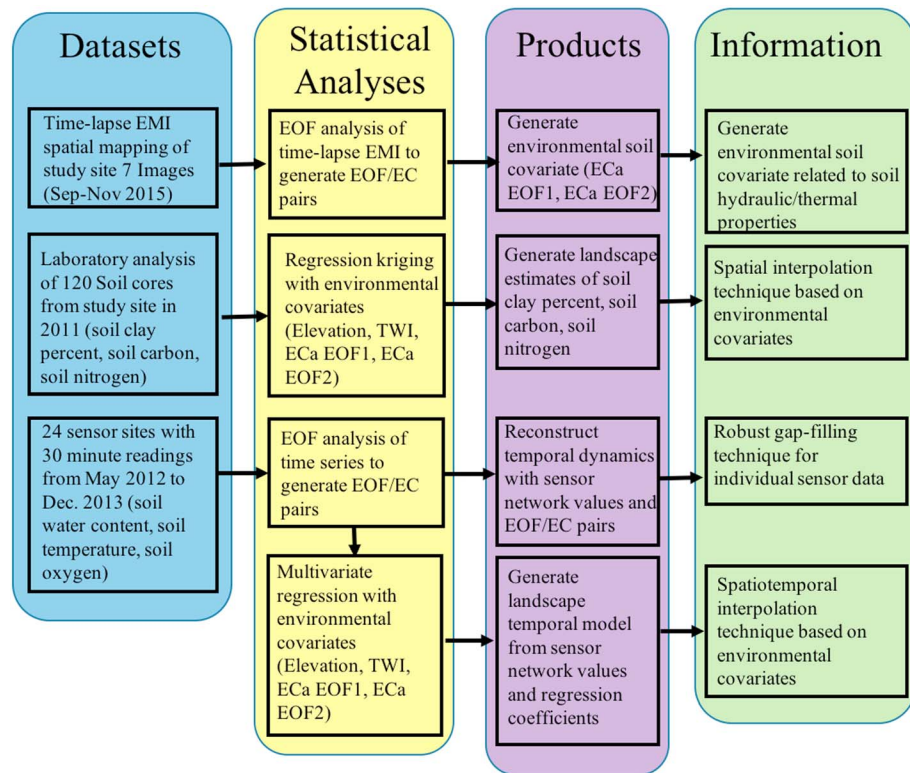 Datasets
Time-lapse EMI
spatial mapping of
study site 7 Images
(Sep-Nov 2015)
Laboratory analysis
of 120 Soil cores
from study site in
2011 (soil clay
percent, soil carbon,
soil nitrogen)
24 sensor sites with
30 minute readings
from May 2012 to
Dec. 2013 (soil
water content, soil
temperature, soil
oxygen)
Statistical
Analyses
EOF analysis of
time-lapse EMI to
generate EOF/EC
pairs
Regression kriging
with environmental
covariates
(Elevation, TWI,
ECa EOF1, ECa
EOF2)
EOF analysis of
time series to
generate EOF/EC
pairs
Multivariate
regression with
environmental
covariates
(Elevation, TWI,
ECa EOF1, ECa
EOF2)
Products
Generate
environmental soil
covariate (ECa
EOF1, ECa EOF2)
Generate landscape
estimates of soil
clay percent, soil
carbon, soil
nitrogen
Reconstruct
temporal dynamics
with sensor
network values and
EOF/EC pairs
Generate
landscape
temporal model
from sensor
network values
and regression
coefficients
Information
Generate
environmental soil
covariate related to soil
hydraulic/thermal
properties
Spatial interpolation
technique based on
environmental
covariates
Robust gap-filling
technique for
individual sensor data
Spatiotemporal
interpolation
technique based on
environmental
covariates